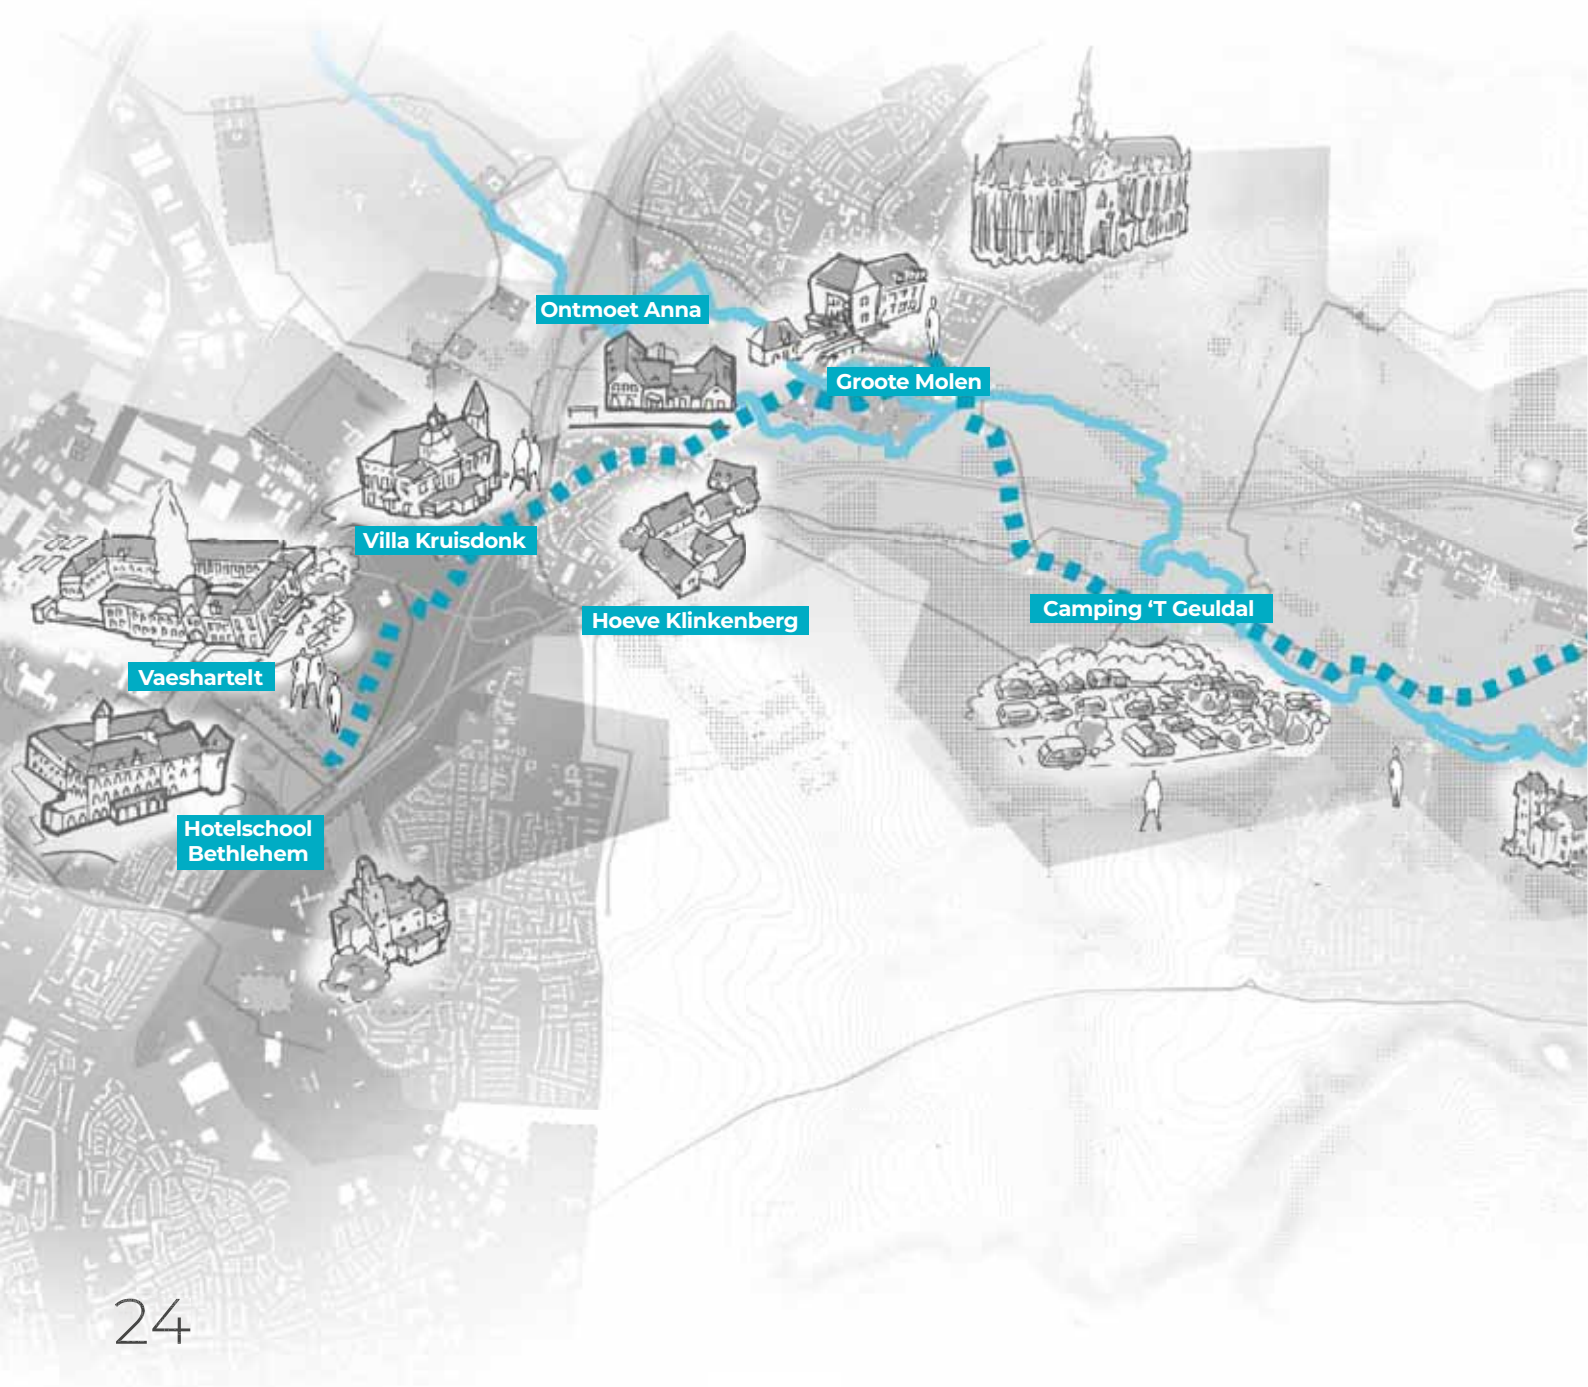 Ontmoet Anna
Groote Molen
Villa Kruisdonk
Hoeve Klinkenberg
Camping ‘T Geuldal
Vaeshartelt
Hotelschool
Bethlehem
24